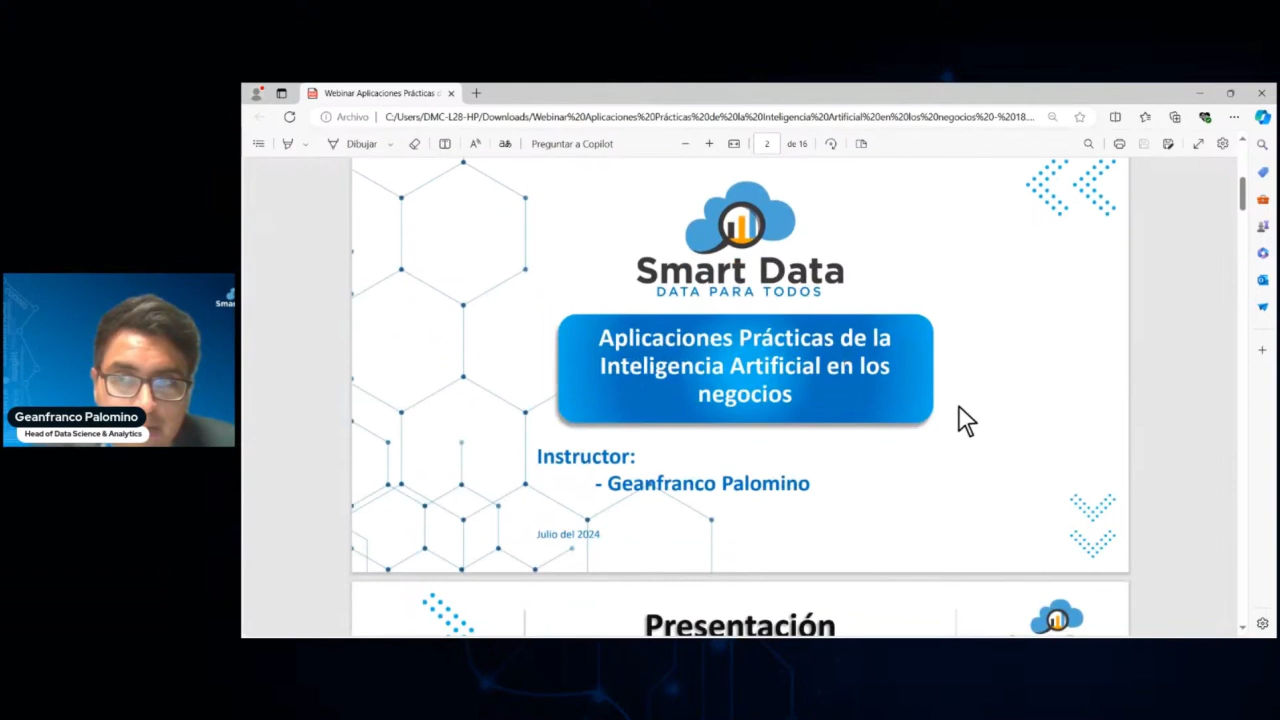 Webinar Aplicaciones Prácticas d
Archivo
C:/Users/DMC-L28-HP/Downloads/Webinar%20Aplicaciones%20Prácticas%20de%20la%20Inteligencia%20Artificial%20en%20los%20negocios%20-%2018...
Dibujar
Preguntar a Copilot
2
de 16
Smart Data
DATA PARA TODOS
Aplicaciones Prácticas de la
Inteligencia Artificial en los
negocios
Instructor:
- Geanfranco Palomino
Julio del 2024
Presentación
Smar
Geanfranco Palomino
Head of Data Science & Analytics